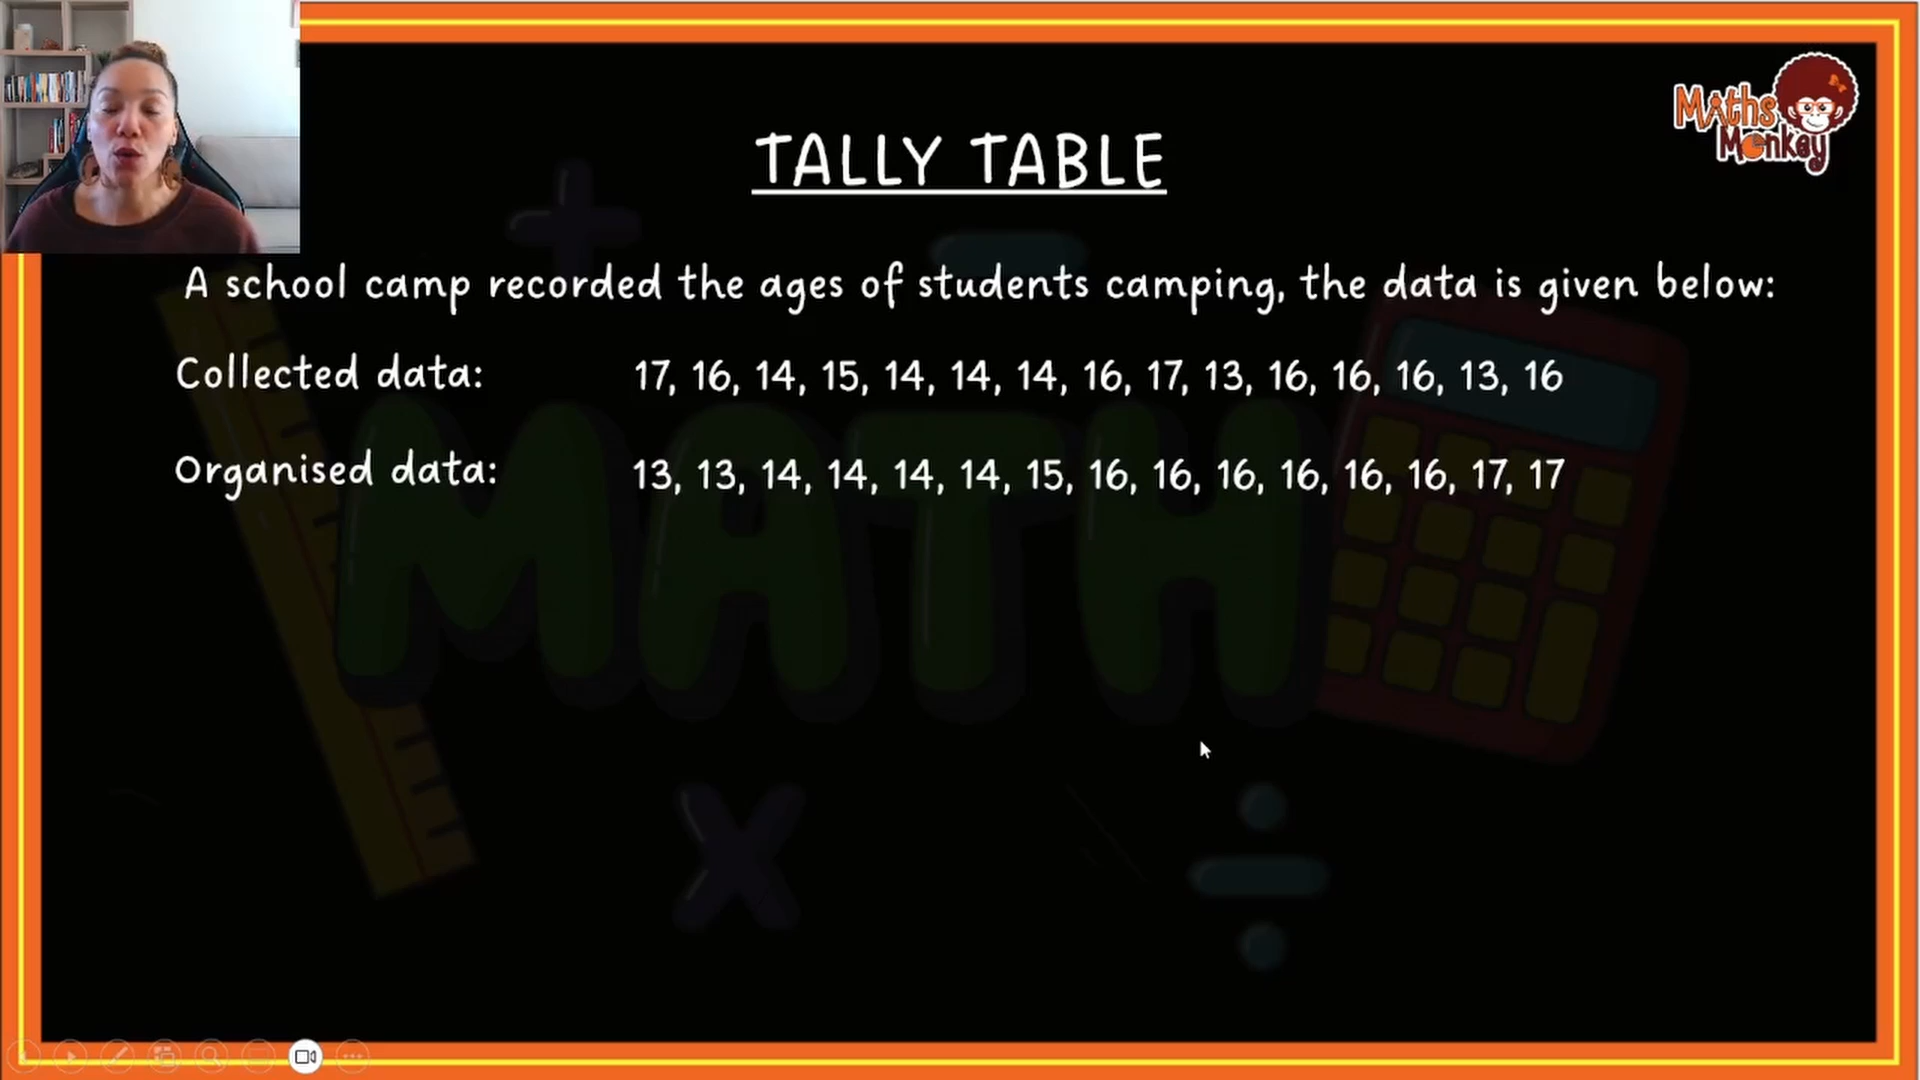 Maths
Monkey
TALLY TABLE
A school camp recorded the ages of students camping, the data is given below:
Collected data: 17, 16, 14, 15, 14, 14, 14, 16, 17, 13, 16, 16, 16, 13, 16
Organised data: 13, 13, 14, 14, 14, 14, 15, 16, 16, 16, 16, 16, 16, 17, 17
MATH